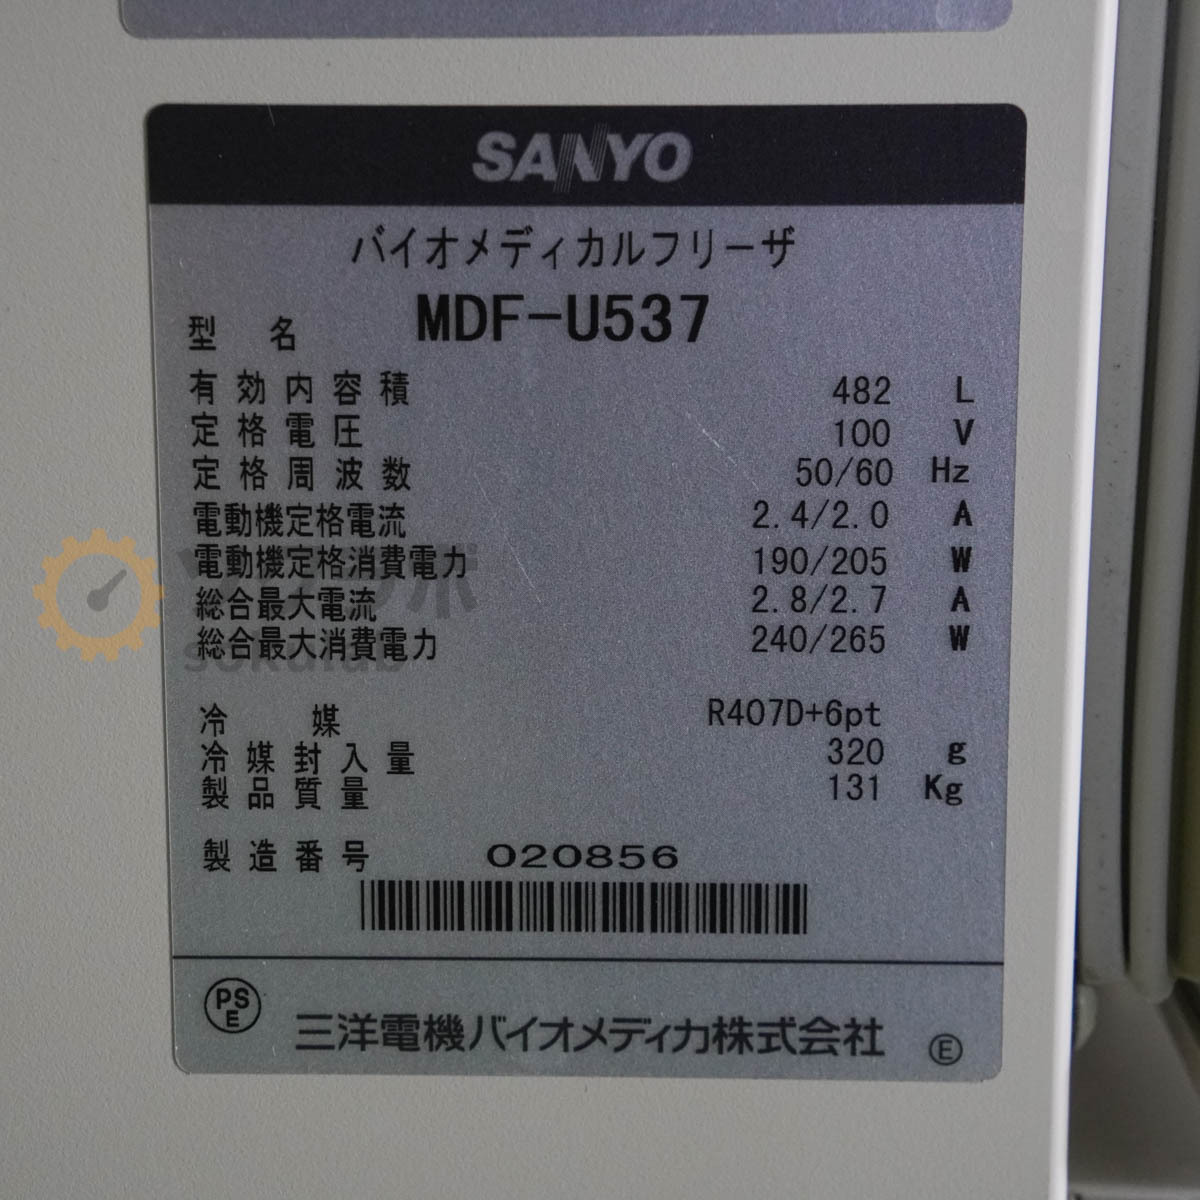 SANYO
バイオメディカルフリーザ
型名 MDF-U537
有効内容積 482 L
定格電圧 100 V
定格周波数 50/60 Hz
電動機定格電流 2.4/2.0 A
電動機定格消費電力 190/205 W
総合最大電流 2.8/2.7 A
総合最大消費電力 240/265 W
冷媒 R407D+6pt
冷媒封入量 320 g
製品質量 131 Kg
製造番号 020856
PS
E
三洋電機バイオメディカ株式会社 E